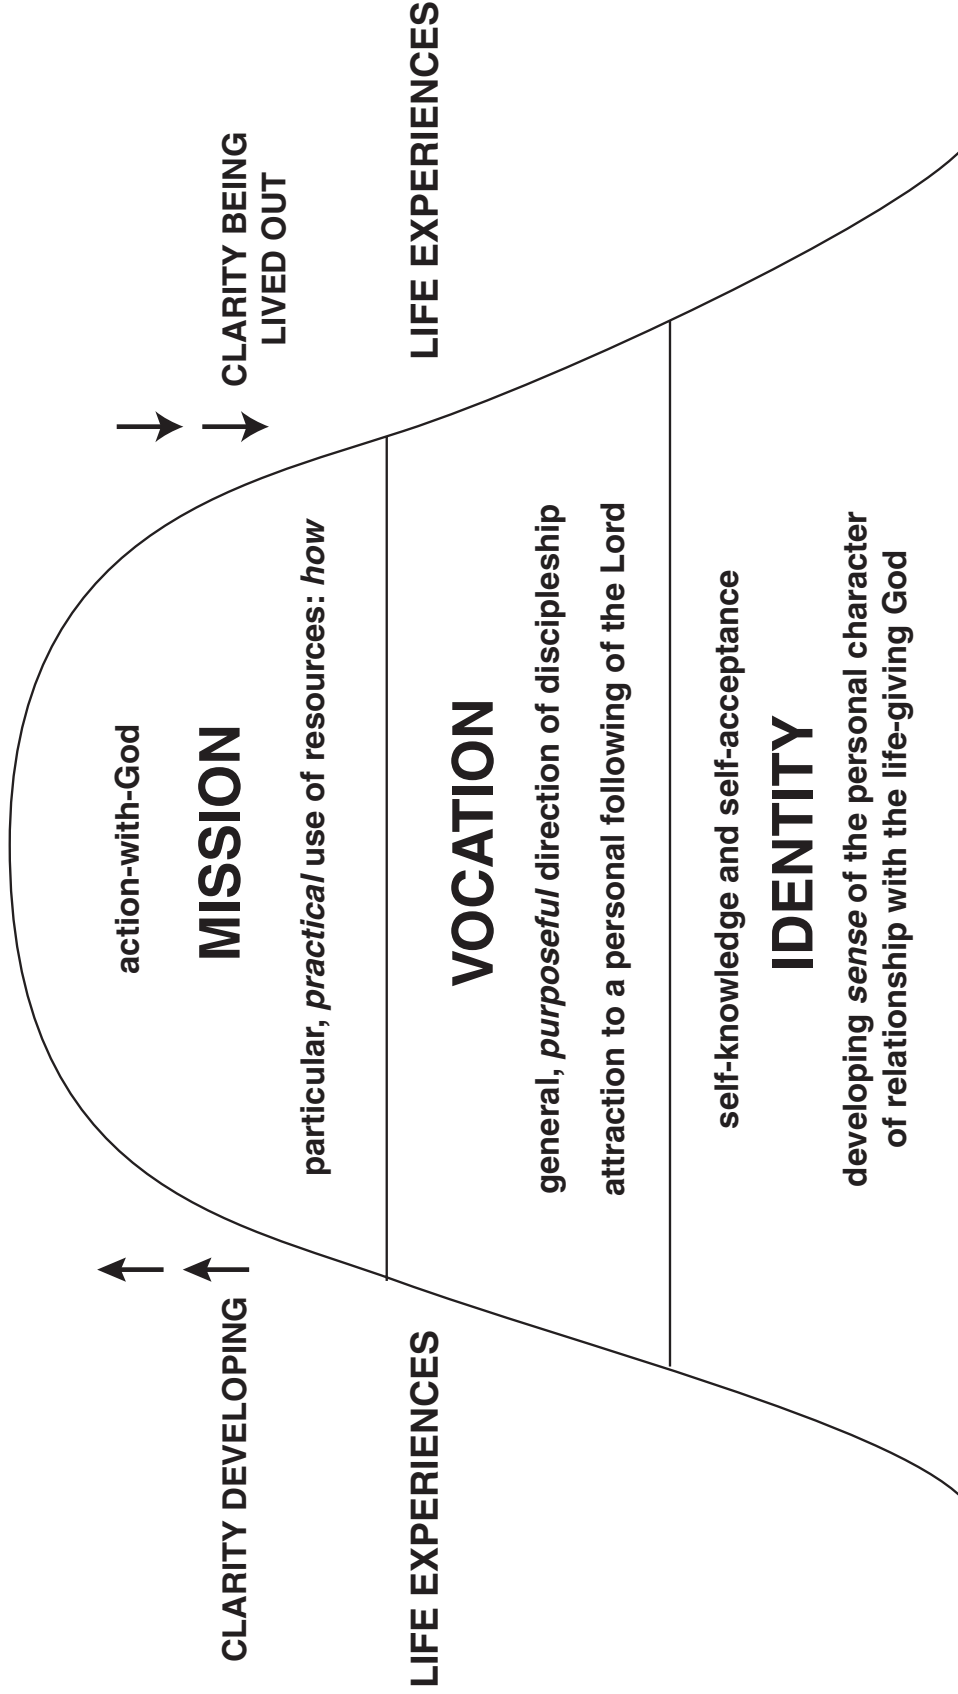 action-with-God
MISSION
particular, practical use of resources: how
CLARITY DEVELOPING
CLARITY BEING
LIVED OUT
LIFE EXPERIENCES
LIFE EXPERIENCES
VOCATION
general, purposeful direction of discipleship
attraction to a personal following of the Lord
self-knowledge and self-acceptance
IDENTITY
developing sense of the personal character
of relationship with the life-giving God